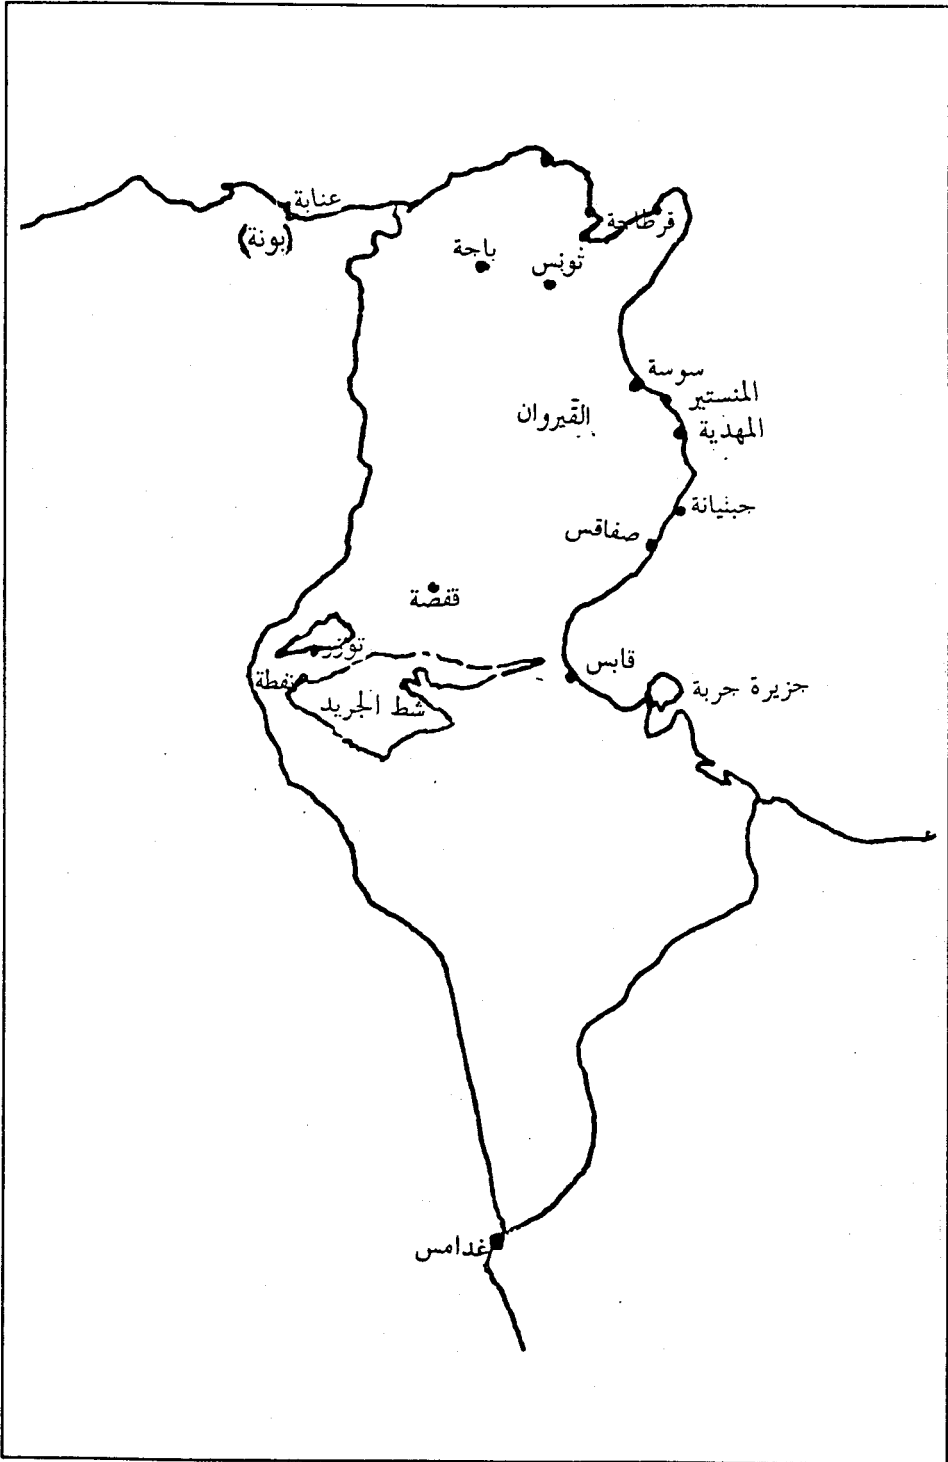 عنابة
(بونة)
قرطاجة
باجة
تونس
سوسة
المنستير
القيروان
المهدية
جبنيانة
صفاقس
قفصة
توزر
قابس
نفطة
جزيرة جربة
شط الجريد
غدامس